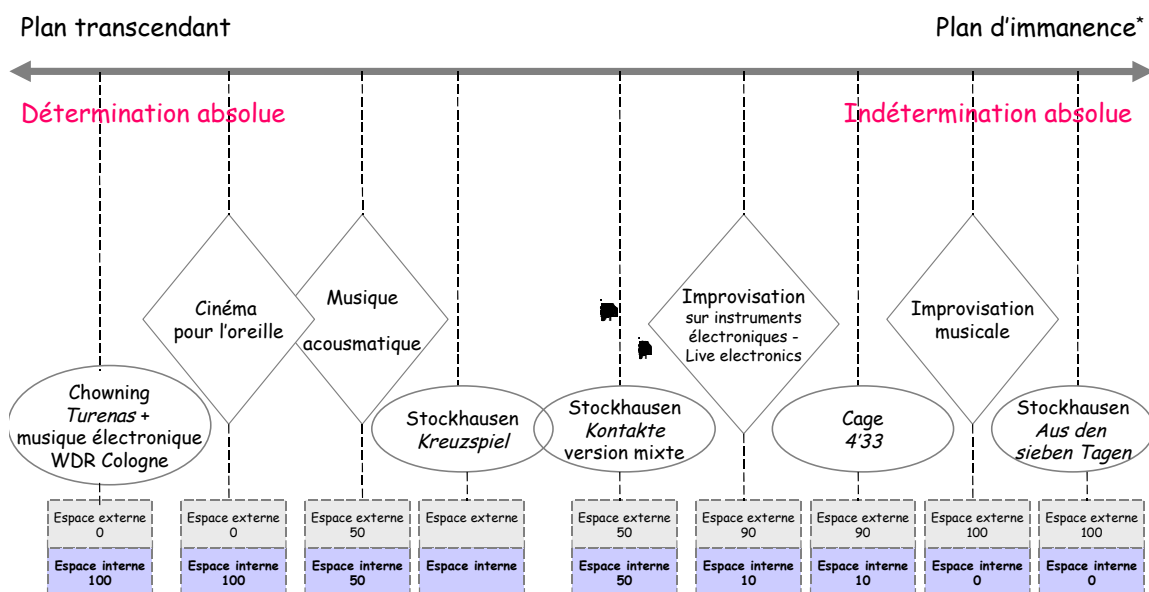 Plan transcendant
Plan d'immanence*
Détermination absolue
Indétermination absolue
Cinéma
pour l'oreille
Musique
acousmatique
Improvisation
sur instruments
électroniques -
Live electronics
Improvisation
musicale
Chowning
Turenas +
musique électronique
WDR Cologne
Stockhausen
Kreuzspiel
Stockhausen
Kontakte
version mixte
Cage
4'33
Stockhausen
Aus den
sieben Tagen
Espace externe
0
Espace interne
100
Espace externe
0
Espace interne
100
Espace externe
50
Espace interne
50
Espace externe
Espace interne
Espace externe
50
Espace interne
50
Espace externe
90
Espace interne
10
Espace externe
90
Espace interne
10
Espace externe
100
Espace interne
0
Espace externe
100
Espace interne
0